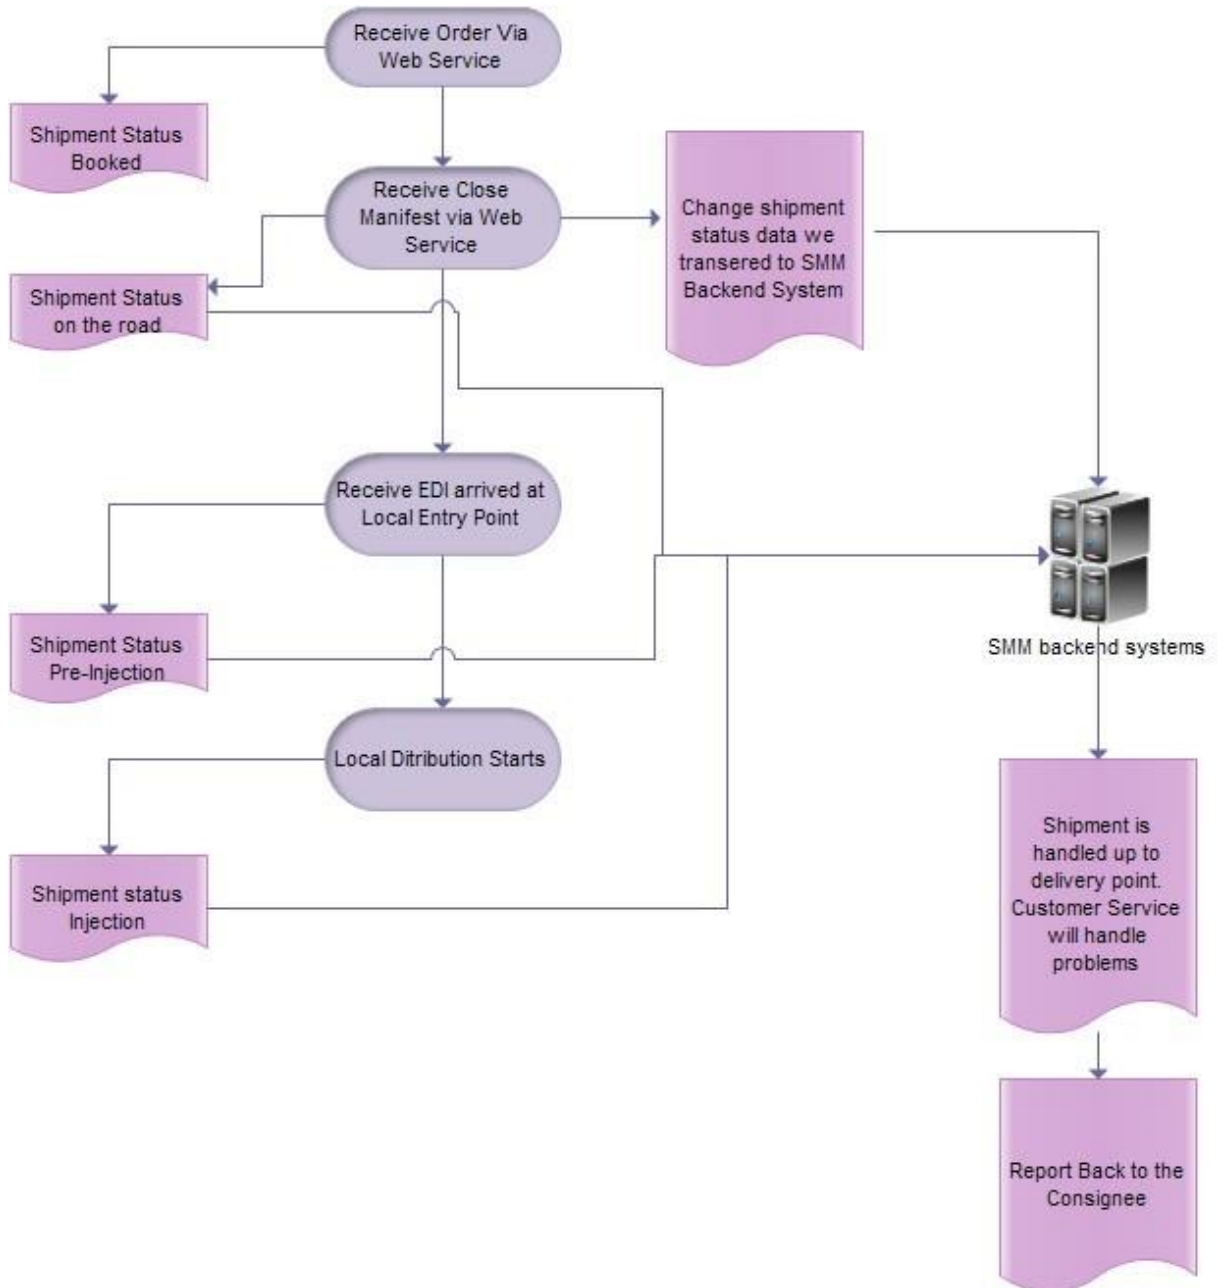 Receive Order Via
Web Service
Shipment Status
Booked
Receive Close
Manifest via Web
Service
Change shipment
status data we
transered to SMM
Backend System
Shipment Status
on the road
Receive EDI arrived at
Local Entry Point
Shipment Status
Pre-Injection
SMM backend systems
Local Ditribution Starts
Shipment is
handled up to
delivery point.
Customer Service
will handle
problems
Shipment status
Injection
Report Back to the
Consignee